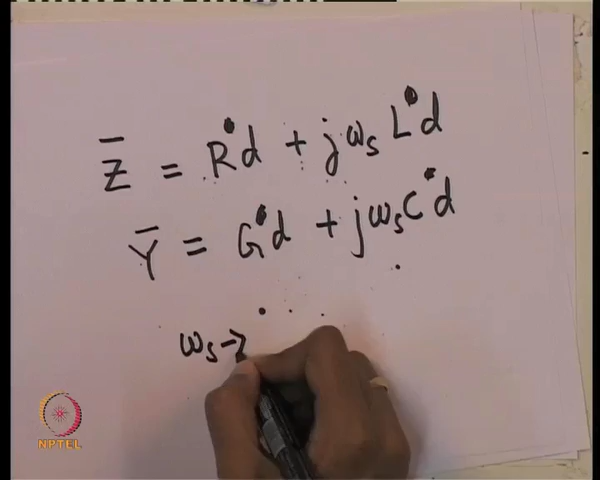 Z̅ = R•d + jωₛ L•d
Y̅ = G•d + jωₛ C•d
ωₛ →
NPTEL